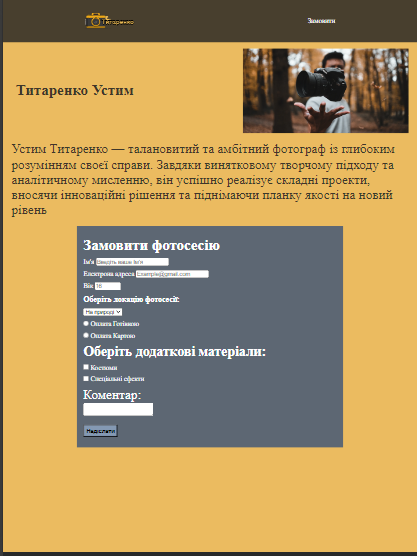 Титаренко
Замовити
Титаренко Устим
Устим Титаренко — талановитий та амбітний фотограф із глибоким
розумінням своєї справи. Завдяки винятковому творчому підходу та
аналітичному мисленню, він успішно реалізує складні проекти,
вносячи інноваційні рішення та піднімаючи планку якості на новий
рівень
Замовити фотосесію
Ім'я Введіть ваше Ім'я
Електрона адреса Example@gmail.com
Вік 18
Оберіть локацію фотосесії:
На природі
Оплата Готівкою
Оплата Картою
Оберіть додаткові матеріали:
Костюми
Спеціальні ефекти
Коментар:
Надіслати